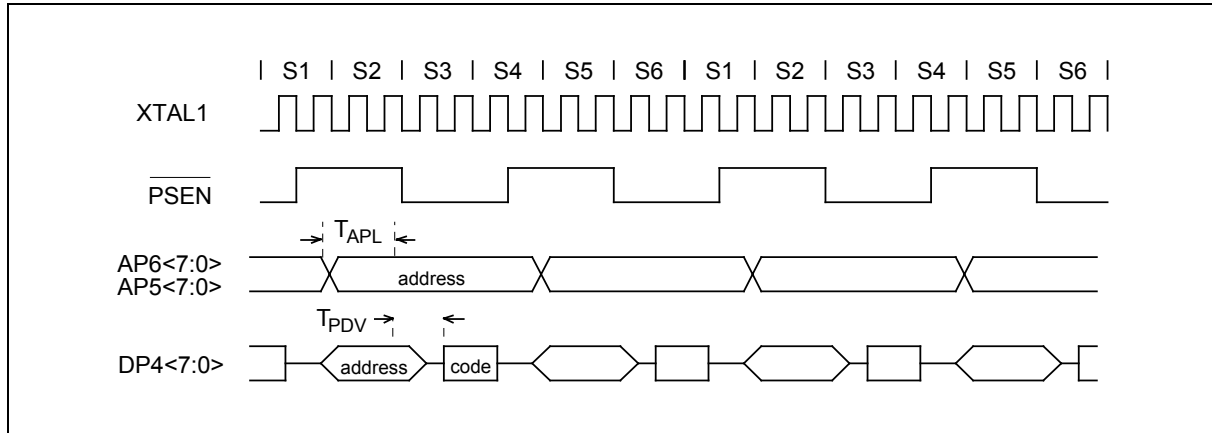 | S1 | S2 | S3 | S4 | S5 | S6 | S1 | S2 | S3 | S4 | S5 | S6 |
XTAL1
PSEN
TAPL
AP6<7:0>
AP5<7:0>
address
TPDV
DP4<7:0>
address
code